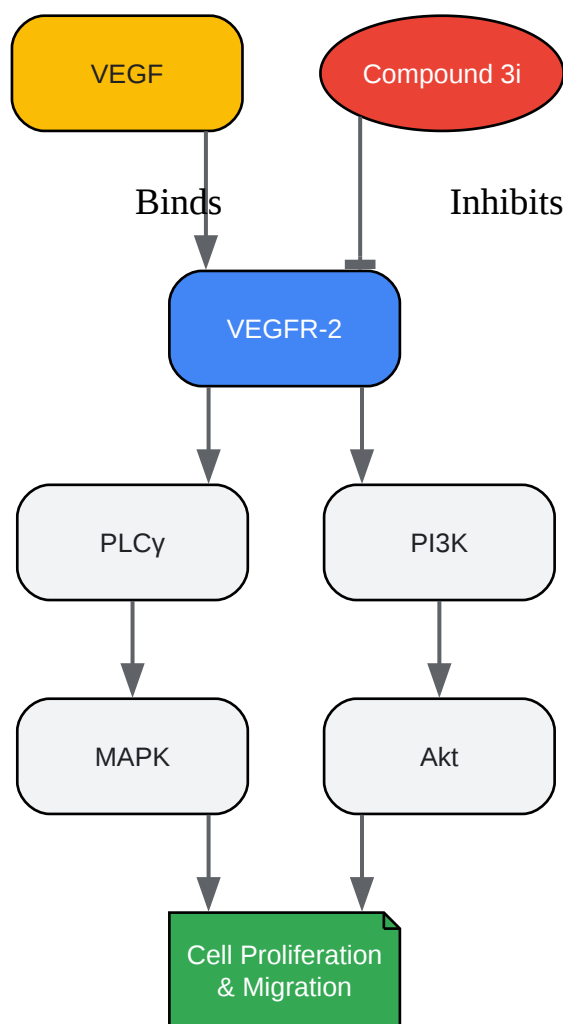 VEGF
Compound 3i
Binds
Inhibits
VEGFR-2
PLCγ
PI3K
MAPK
Akt
Cell Proliferation
& Migration